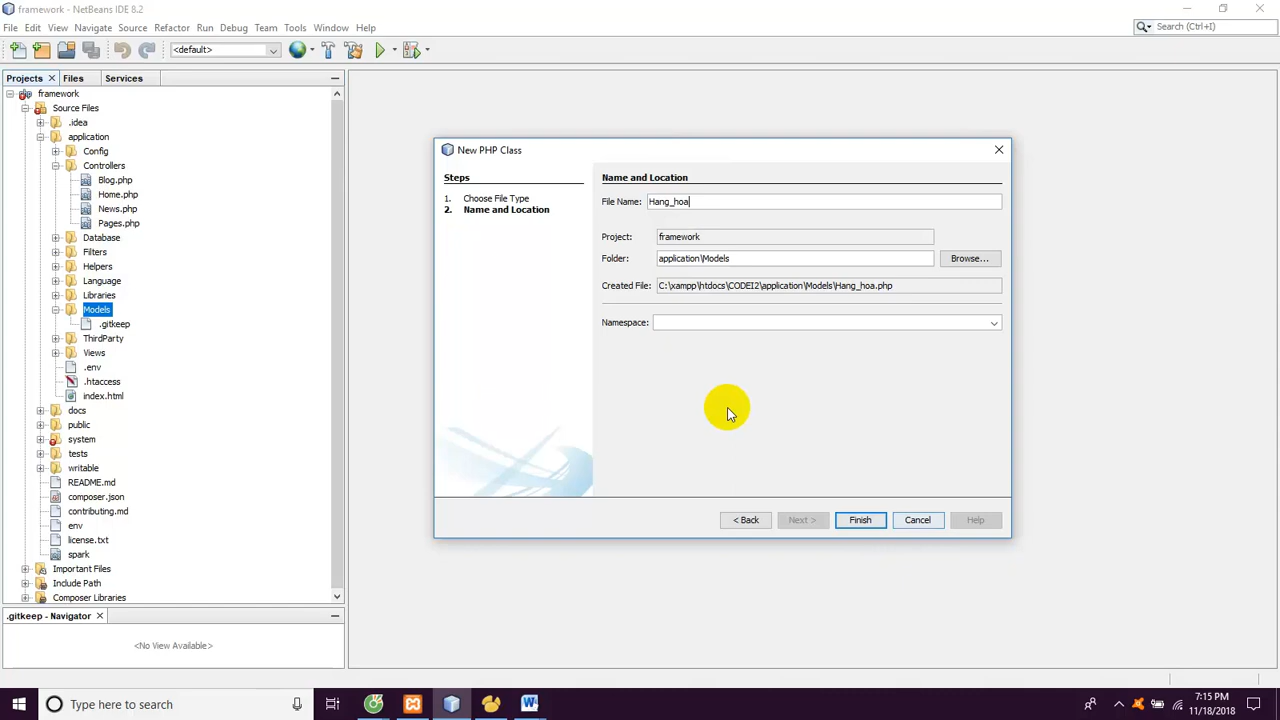 framework - NetBeans IDE 8.2
File Edit View Navigate Source Refactor Run Debug Team Tools Window Help
Search (Ctrl+I)
<default>
Projects Files Services
framework
Source Files
.idea
application
Config
Controllers
Blog.php
Home.php
News.php
Pages.php
Database
Filters
Helpers
Language
Libraries
Models
.gitkeep
ThirdParty
Views
.env
.htaccess
index.html
docs
public
system
tests
writable
README.md
composer.json
contributing.md
env
license.txt
spark
Important Files
Include Path
Composer Libraries
.gitkeep - Navigator
<No View Available>
New PHP Class
Steps
1. Choose File Type
2. Name and Location
Name and Location
File Name: Hang_hoa
Project: framework
Folder: application\Models Browse...
Created File: C:\xampp\htdocs\CODEI2\application\Models\Hang_hoa.php
Namespace:
< Back Next > Finish Cancel Help
Type here to search
7:15 PM
11/18/2018